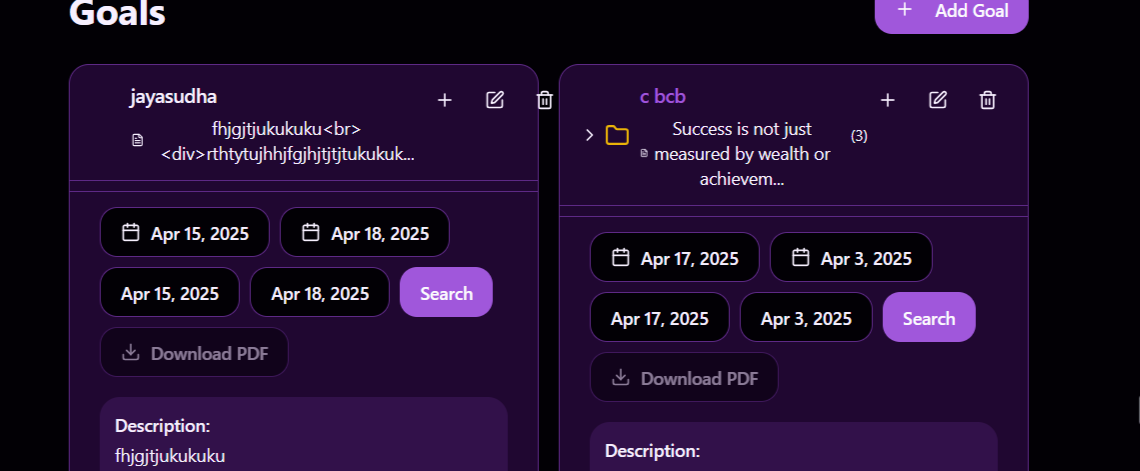 Goals
Add Goal
jayasudha
fhjgjtjukukuku<br>
<div>rthtytujhhjfgjhjtjtjtukukuk...
Apr 15, 2025
Apr 18, 2025
Apr 15, 2025
Apr 18, 2025
Search
Download PDF
Description:
fhjgjtjukukuku
c bcb
Success is not just
measured by wealth or
achievem...
(3)
Apr 17, 2025
Apr 3, 2025
Apr 17, 2025
Apr 3, 2025
Search
Download PDF
Description: